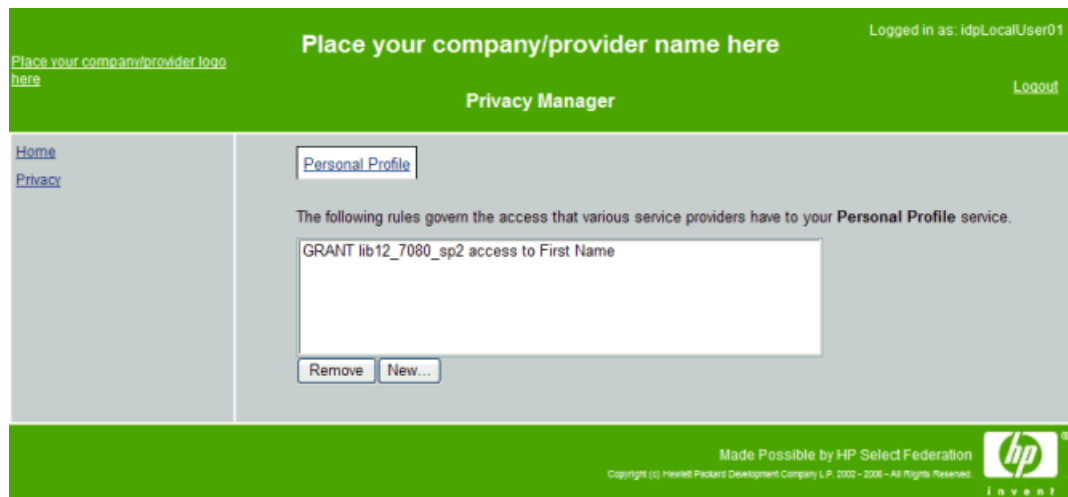 Place your company/provider logo
here
Place your company/provider name here
Privacy Manager
Logged in as: idpLocalUser01
Logout
Home
Privacy
Personal Profile
The following rules govern the access that various service providers have to your Personal Profile service.
GRANT lib12_7080_sp2 access to First Name
Remove
New...
Made Possible by HP Select Federation
Copyright (c) Hewlett Packard Development Company L.P. 2002 - 2006 - All Rights Reserved.
hp
®
invent